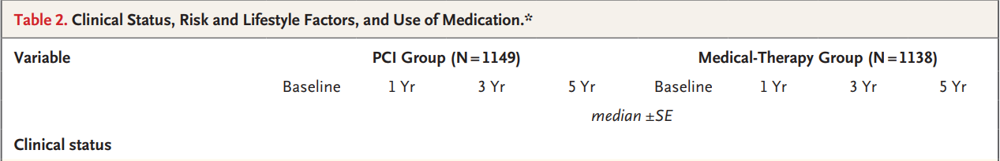 Table 2. Clinical Status, Risk and Lifestyle Factors, and Use of Medication.*
Variable PCI Group (N=1149) Medical-Therapy Group (N=1138)
Baseline 1 Yr 3 Yr 5 Yr Baseline 1 Yr 3 Yr 5 Yr
median ±SE
Clinical status